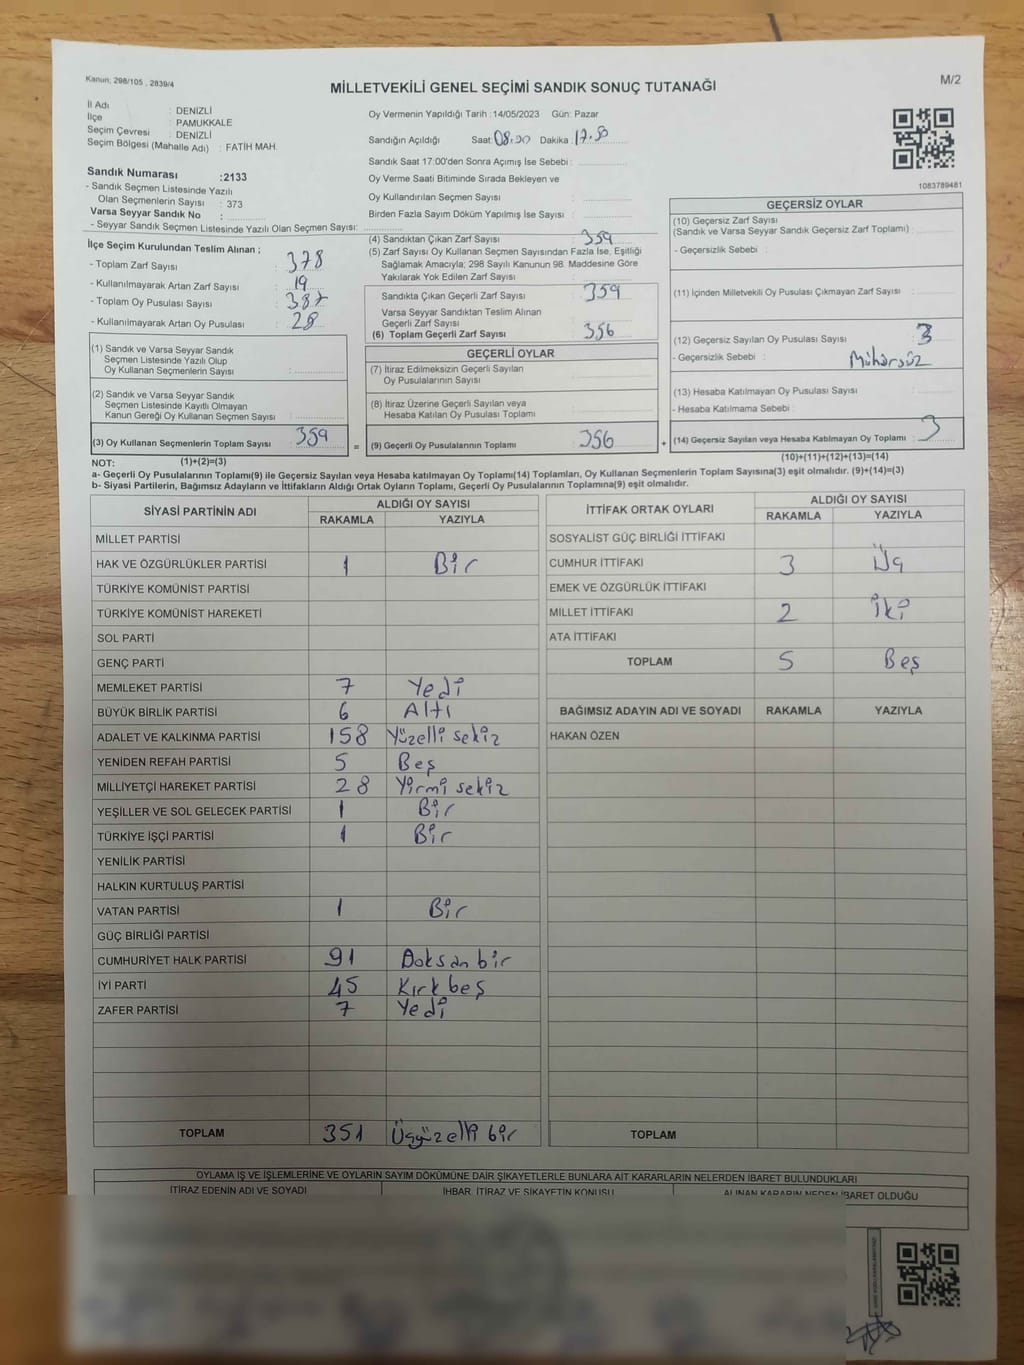 Kanun; 298/105 , 2839/4
MİLLETVEKİLİ GENEL SEÇİMİ SANDIK SONUÇ TUTANAĞI
M/2
İl Adı : DENİZLİ
İlçe : PAMUKKALE
Seçim Çevresi : DENİZLİ
Seçim Bölgesi (Mahalle Adı) : FATİH MAH.
Sandık Numarası :2133
- Sandık Seçmen Listesinde Yazılı
Olan Seçmenlerin Sayısı : 373
Varsa Seyyar Sandık No :
- Seyyar Sandık Seçmen Listesinde Yazılı Olan Seçmen Sayısı:
Oy Vermenin Yapıldığı Tarih : 14/05/2023 Gün: Pazar
Sandığın Açıldığı Saat: 08.00 Dakika: 17.50
Sandık Saat 17:00'den Sonra Açımış İse Sebebi :
Oy Verme Saati Bitiminde Sırada Bekleyen ve
Oy Kullandırılan Seçmen Sayısı :
Birden Fazla Sayım Döküm Yapılmış İse Sayısı :
1083789481
İlçe Seçim Kurulundan Teslim Alınan ;
- Toplam Zarf Sayısı : 378
- Kullanılmayarak Artan Zarf Sayısı : 19
- Toplam Oy Pusulası Sayısı : 387
- Kullanılmayarak Artan Oy Pusulası : 28
(4) Sandıktan Çıkan Zarf Sayısı : 359
(5) Zarf Sayısı Oy Kullanan Seçmen Sayısından Fazla İse, Eşitliği
Sağlamak Amacıyla; 298 Sayılı Kanunun 98. Maddesine Göre
Yakılarak Yok Edilen Zarf Sayısı :
Sandıkta Çıkan Geçerli Zarf Sayısı : 359
Varsa Seyyar Sandıktan Teslim Alınan
Geçerli Zarf Sayısı :
(6) Toplam Geçerli Zarf Sayısı : 356
GEÇERSİZ OYLAR
(10) Geçersiz Zarf Sayısı
(Sandık ve Varsa Seyyar Sandık Geçersiz Zarf Toplamı) :
- Geçersizlik Sebebi :
(11) İçinden Milletvekili Oy Pusulası Çıkmayan Zarf Sayısı :
(12) Geçersiz Sayılan Oy Pusulası Sayısı : 3
- Geçersizlik Sebebi : Mühürsüz
(13) Hesaba Katılmayan Oy Pusulası Sayısı :
- Hesaba Katılmama Sebebi :
(14) Geçersiz Sayılan veya Hesaba Katılmayan Oy Toplamı : 3
(10)+(11)+(12)+(13)=(14)
(1) Sandık ve Varsa Seyyar Sandık
Seçmen Listesinde Yazılı Olup
Oy Kullanan Seçmenlerin Sayısı :
(2) Sandık ve Varsa Seyyar Sandık
Seçmen Listesinde Kayıtlı Olmayan
Kanun Gereği Oy Kullanan Seçmen Sayısı :
(3) Oy Kullanan Seçmenlerin Toplam Sayısı : 359
(1)+(2)=(3)
GEÇERLİ OYLAR
(7) İtiraz Edilmeksizin Geçerli Sayılan
Oy Pusulalarının Sayısı :
(8) İtiraz Üzerine Geçerli Sayılan veya
Hesaba Katılan Oy Pusulası Toplamı :
= (9) Geçerli Oy Pusulalarının Toplamı : 356 +
NOT:
a- Geçerli Oy Pusulalarının Toplamı(9) ile Geçersiz Sayılan veya Hesaba katılmayan Oy Toplamı(14) Toplamları, Oy Kullanan Seçmenlerin Toplam Sayısına(3) eşit olmalıdır. (9)+(14)=(3)
b- Siyasi Partilerin, Bağımsız Adayların ve İttifakların Aldığı Ortak Oyların Toplamı, Geçerli Oy Pusulalarının Toplamına(9) eşit olmalıdır.
SİYASİ PARTİNİN ADI ALDIĞI OY SAYISI
RAKAMLA YAZIYLA
MİLLET PARTİSİ
HAK VE ÖZGÜRLÜKLER PARTİSİ 1 Bir
TÜRKİYE KOMÜNİST PARTİSİ
TÜRKİYE KOMÜNİST HAREKETİ
SOL PARTİ
GENÇ PARTİ
MEMLEKET PARTİSİ 7 Yedi
BÜYÜK BİRLİK PARTİSİ 6 Altı
ADALET VE KALKINMA PARTİSİ 158 Yüzelli sekiz
YENİDEN REFAH PARTİSİ 5 Beş
MİLLİYETÇİ HAREKET PARTİSİ 28 Yirmi sekiz
YEŞİLLER VE SOL GELECEK PARTİSİ 1 Bir
TÜRKİYE İŞÇİ PARTİSİ 1 Bir
YENİLİK PARTİSİ
HALKIN KURTULUŞ PARTİSİ
VATAN PARTİSİ 1 Bir
GÜÇ BİRLİĞİ PARTİSİ
CUMHURİYET HALK PARTİSİ 91 Doksan bir
İYİ PARTİ 45 Kırk beş
ZAFER PARTİSİ 7 Yedi
TOPLAM 351 Üçyüzelli bir
İTTİFAK ORTAK OYLARI ALDIĞI OY SAYISI
RAKAMLA YAZIYLA
SOSYALİST GÜÇ BİRLİĞİ İTTİFAKI
CUMHUR İTTİFAKI 3 Üç
EMEK VE ÖZGÜRLÜK İTTİFAKI
MİLLET İTTİFAKI 2 İki
ATA İTTİFAKI
TOPLAM 5 Beş
BAĞIMSIZ ADAYIN ADI VE SOYADI RAKAMLA YAZIYLA
HAKAN ÖZEN
TOPLAM
OYLAMA İŞ VE İŞLEMLERİNE VE OYLARIN SAYIM DÖKÜMÜNE DAİR ŞİKAYETLERLE BUNLARA AİT KARARLARIN NELERDEN İBARET BULUNDUKLARI
İTİRAZ EDENİN ADI VE SOYADI İHBAR, İTİRAZ VE ŞİKAYETİN KONUSU ALINAN KARARIN NEDEN İBARET OLDUĞU